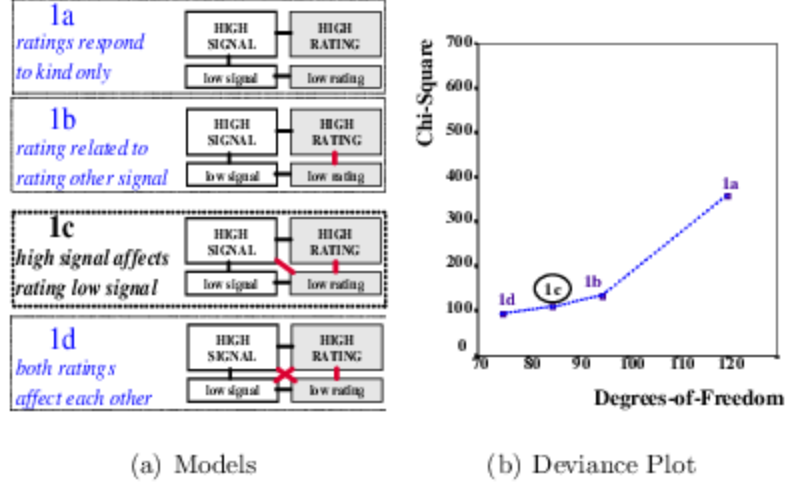 1a
ratings respond
to kind only
HIGH
SIGNAL
HIGH
RATING
low signal
low rating
1b
rating related to
rating other signal
HIGH
SIGNAL
HIGH
RATING
low signal
low rating
1c
high signal affects
rating low signal
HIGH
SIGNAL
HIGH
RATING
low signal
low rating
1d
both ratings
affect each other
HIGH
SIGNAL
HIGH
RATING
low signal
low rating
(a) Models
Chi-Square
700
600
500
400
300
200
100
0
1a
1b
1c
1d
70 80 90 100 110 120
Degrees-of-Freedom
(b) Deviance Plot